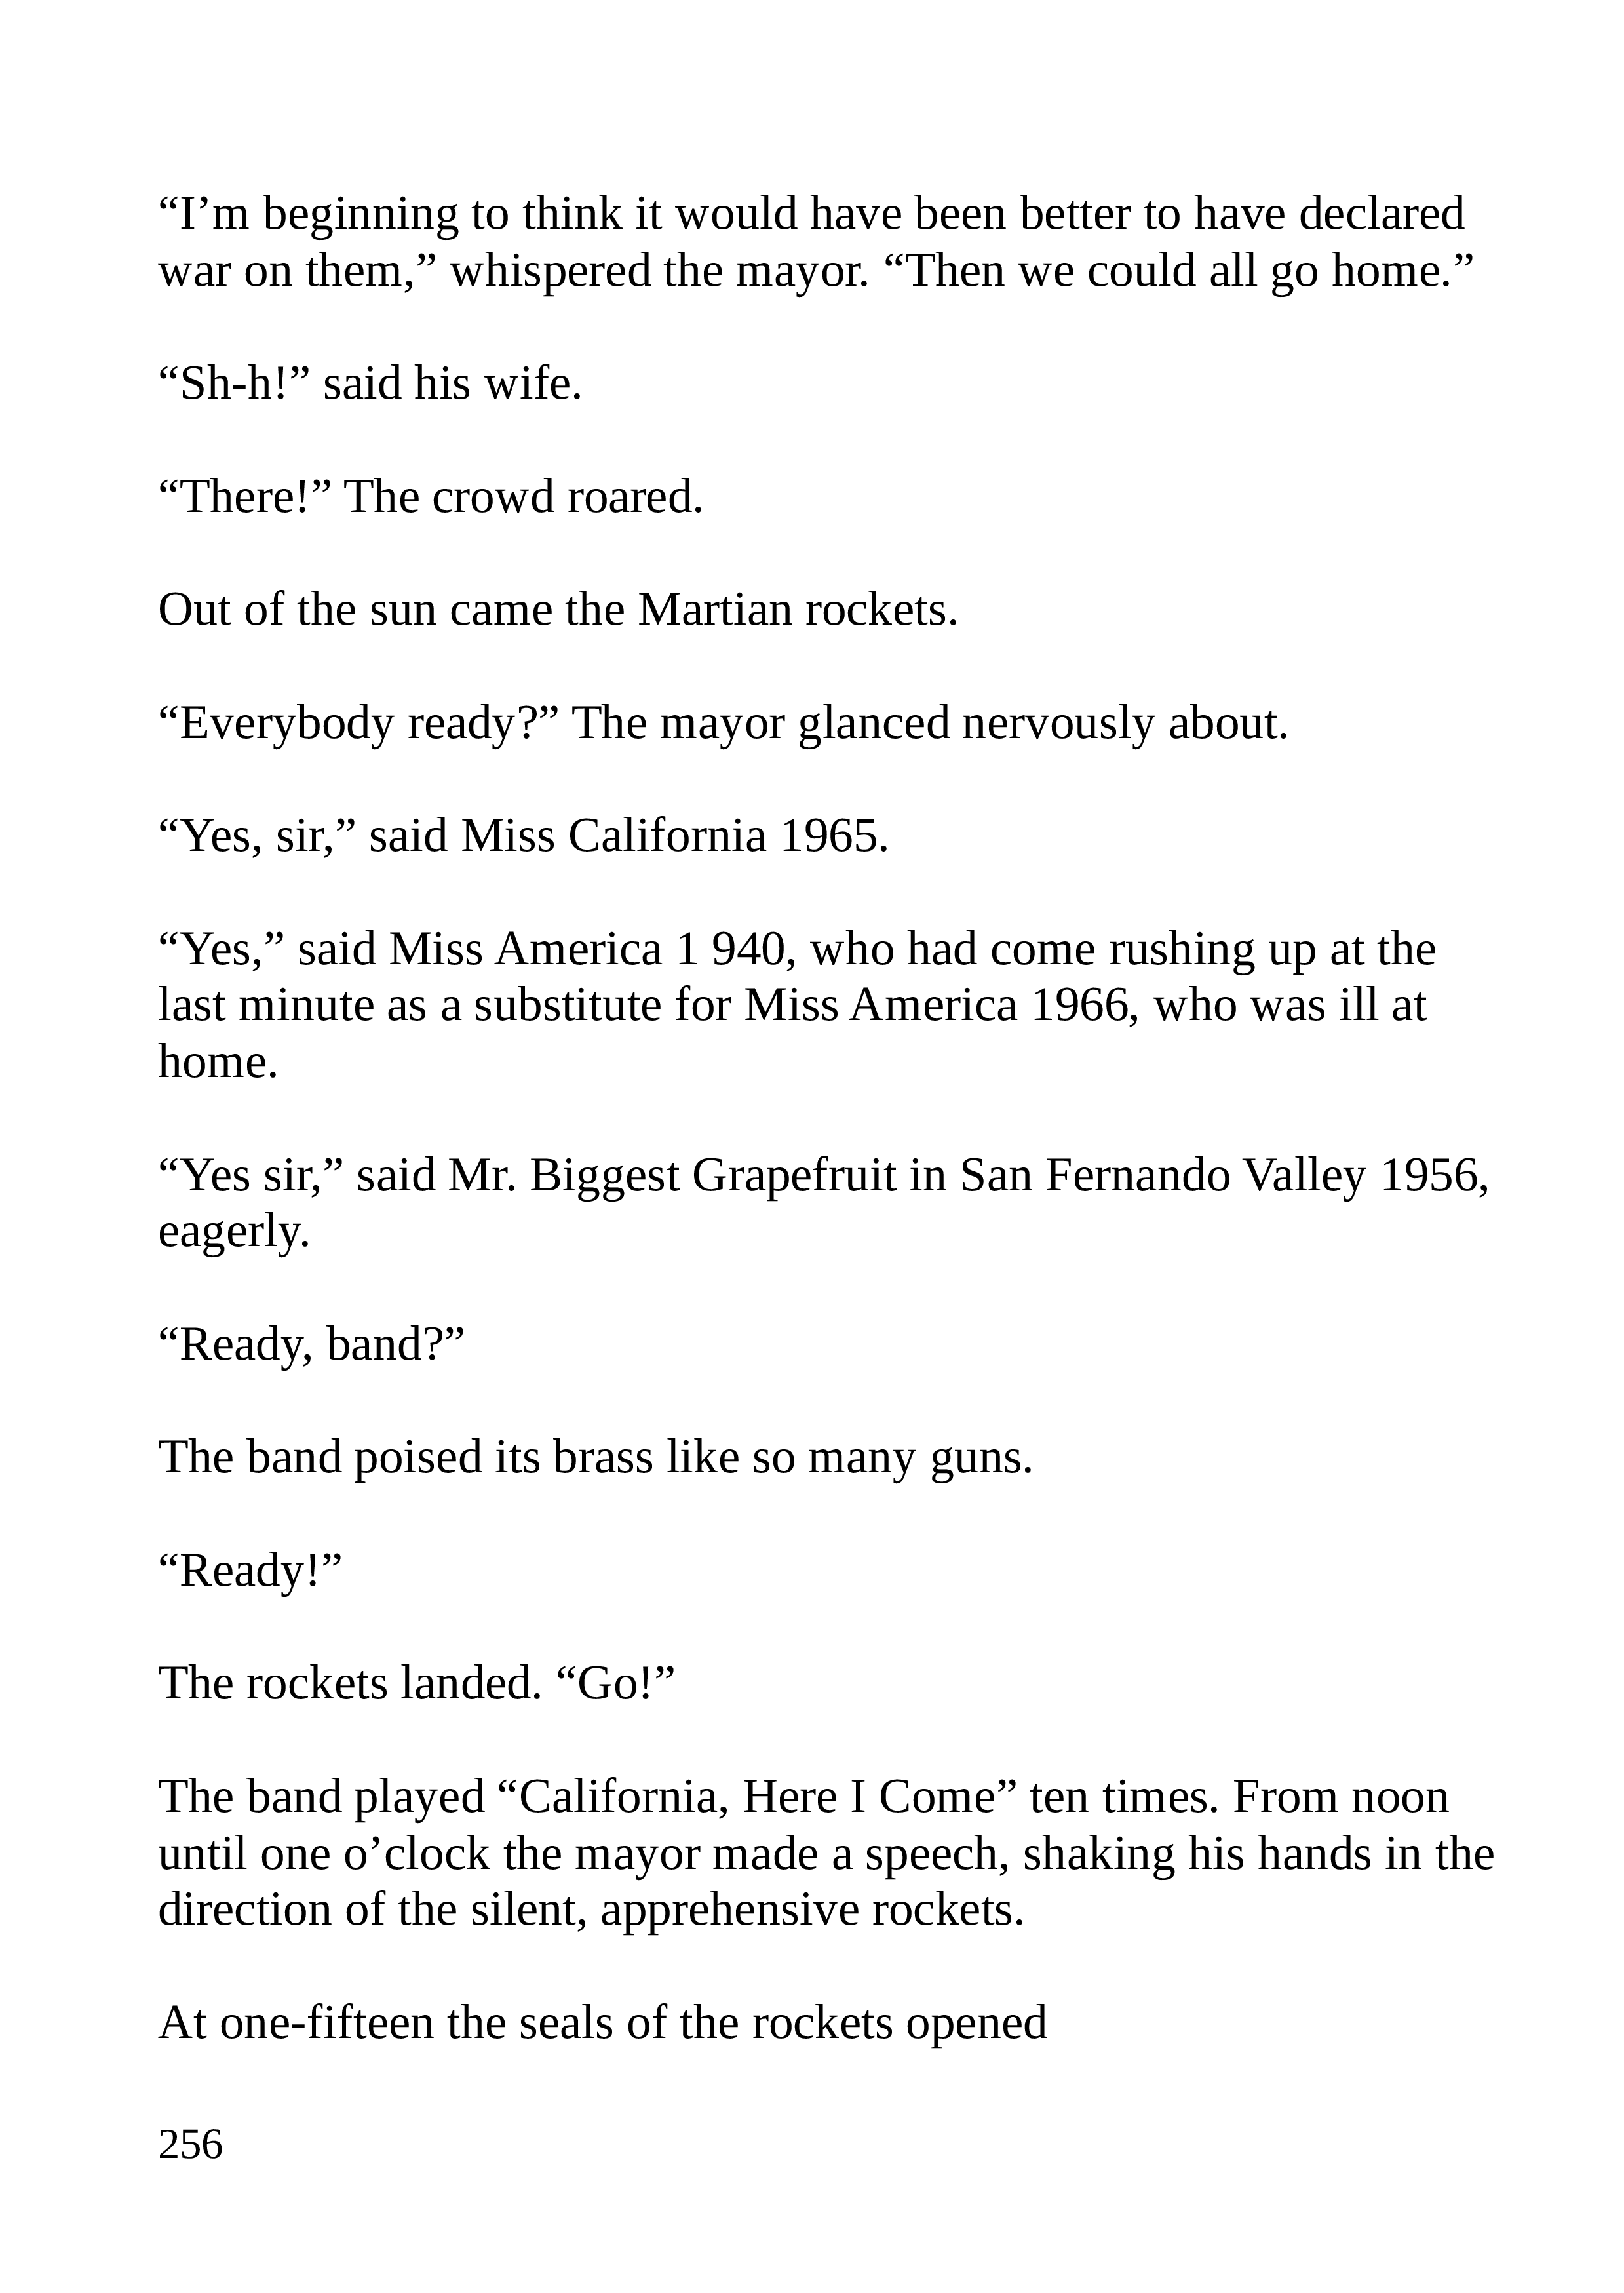 “I’m beginning to think it would have been better to have declared
war on them,” whispered the mayor. “Then we could all go home.”
“Sh-h!” said his wife.
“There!” The crowd roared.
Out of the sun came the Martian rockets.
“Everybody ready?” The mayor glanced nervously about.
“Yes, sir,” said Miss California 1965.
“Yes,” said Miss America 1 940, who had come rushing up at the
last minute as a substitute for Miss America 1966, who was ill at
home.
“Yes sir,” said Mr. Biggest Grapefruit in San Fernando Valley 1956,
eagerly.
“Ready, band?”
The band poised its brass like so many guns.
“Ready!”
The rockets landed. “Go!”
The band played “California, Here I Come” ten times. From noon
until one o’clock the mayor made a speech, shaking his hands in the
direction of the silent, apprehensive rockets.
At one-fifteen the seals of the rockets opened
256